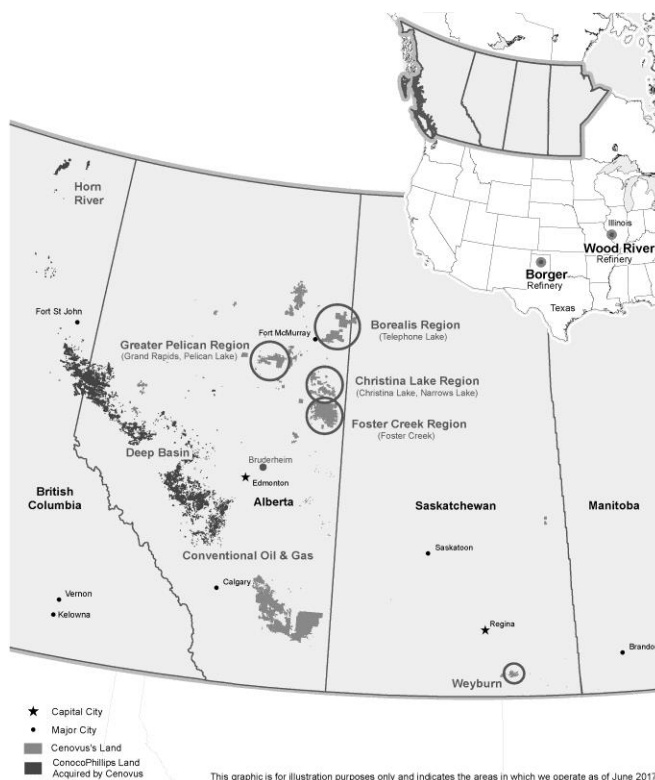 Illinois
Wood River
Refinery
Borger
Refinery
Texas
Horn
River
Fort St John
Greater Pelican Region
(Grand Rapids, Pelican Lake)
Fort McMurray
Borealis Region
(Telephone Lake)
Christina Lake Region
(Christina Lake, Narrows Lake)
Foster Creek Region
(Foster Creek)
Deep Basin
Bruderheim
Edmonton
British
Columbia
Alberta
Saskatchewan
Manitoba
Conventional Oil & Gas
Saskatoon
Calgary
Vernon
Kelowna
Regina
Brando
Weyburn
Capital City
Major City
Cenovus's Land
ConocoPhillips Land
Acquired by Cenovus
This graphic is for illustration purposes only and indicates the areas in which we operate as of June 2017